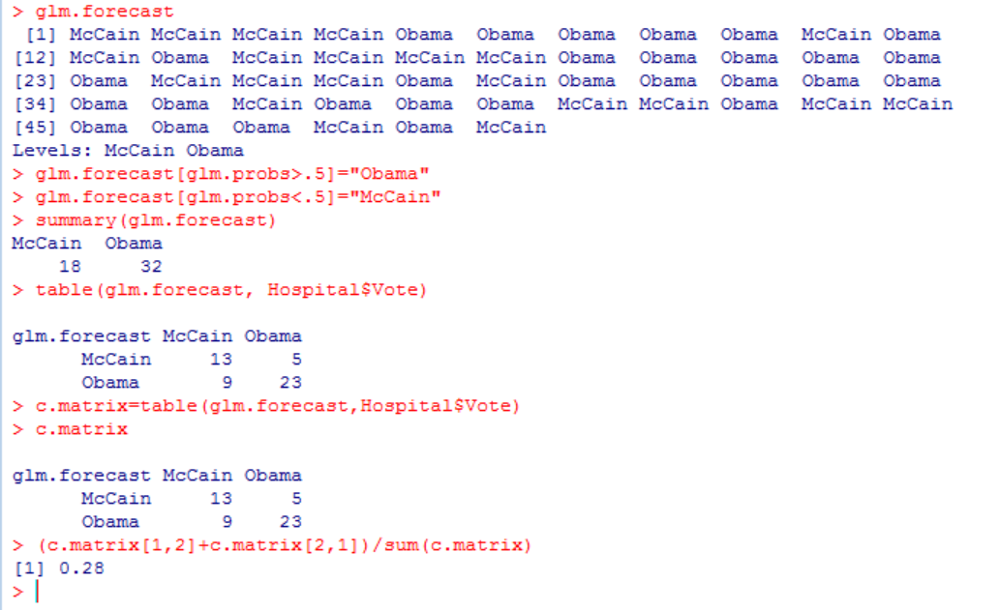 > glm.forecast
 [1] McCain McCain McCain McCain Obama  Obama  Obama  Obama  Obama  McCain Obama
[12] McCain Obama  McCain McCain McCain McCain Obama  Obama  Obama  Obama  Obama
[23] Obama  McCain McCain McCain Obama  McCain Obama  Obama  Obama  Obama  Obama
[34] Obama  Obama  McCain Obama  Obama  Obama  McCain McCain Obama  McCain McCain
[45] Obama  Obama  Obama  McCain Obama  McCain
Levels: McCain Obama
> glm.forecast[glm.probs>.5]="Obama"
> glm.forecast[glm.probs<.5]="McCain"
> summary(glm.forecast)
McCain  Obama
    18     32
> table(glm.forecast, Hospital$Vote)
glm.forecast McCain Obama
      McCain     13     5
      Obama       9    23
> c.matrix=table(glm.forecast,Hospital$Vote)
> c.matrix
glm.forecast McCain Obama
      McCain     13     5
      Obama       9    23
> (c.matrix[1,2]+c.matrix[2,1])/sum(c.matrix)
[1] 0.28
>